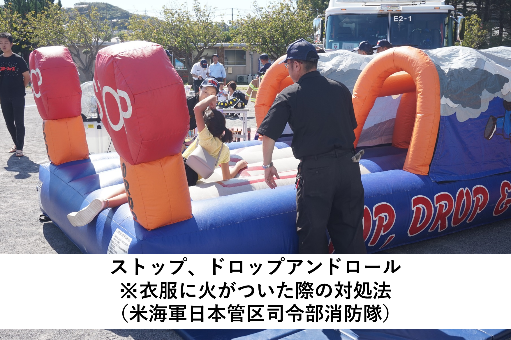 E2-1
OP
OP, DROP &
ストップ、ドロップアンドロール
※衣服に火がついた際の対処法
（米海軍日本管区司令部消防隊）